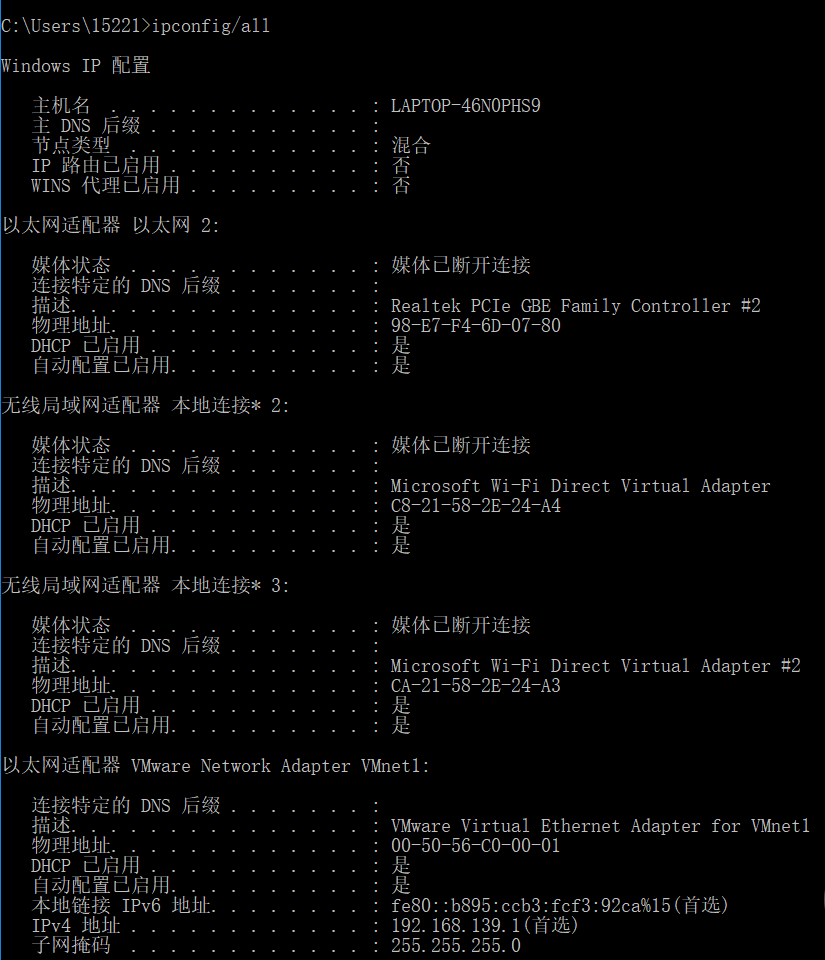 C:\Users\15221>ipconfig/all
Windows IP 配置
主机名 . . . . . . . . . . . . . : LAPTOP-46N0PHS9
主 DNS 后缀 . . . . . . . . . . . :
节点类型 . . . . . . . . . . . . : 混合
IP 路由已启用 . . . . . . . . . . : 否
WINS 代理已启用 . . . . . . . . . : 否
以太网适配器 以太网 2:
媒体状态 . . . . . . . . . . . . : 媒体已断开连接
连接特定的 DNS 后缀 . . . . . . . :
描述. . . . . . . . . . . . . . . : Realtek PCIe GBE Family Controller #2
物理地址. . . . . . . . . . . . . : 98-E7-F4-6D-07-80
DHCP 已启用 . . . . . . . . . . . : 是
自动配置已启用. . . . . . . . . . : 是
无线局域网适配器 本地连接* 2:
媒体状态 . . . . . . . . . . . . : 媒体已断开连接
连接特定的 DNS 后缀 . . . . . . . :
描述. . . . . . . . . . . . . . . : Microsoft Wi-Fi Direct Virtual Adapter
物理地址. . . . . . . . . . . . . : C8-21-58-2E-24-A4
DHCP 已启用 . . . . . . . . . . . : 是
自动配置已启用. . . . . . . . . . : 是
无线局域网适配器 本地连接* 3:
媒体状态 . . . . . . . . . . . . : 媒体已断开连接
连接特定的 DNS 后缀 . . . . . . . :
描述. . . . . . . . . . . . . . . : Microsoft Wi-Fi Direct Virtual Adapter #2
物理地址. . . . . . . . . . . . . : CA-21-58-2E-24-A3
DHCP 已启用 . . . . . . . . . . . : 是
自动配置已启用. . . . . . . . . . : 是
以太网适配器 VMware Network Adapter VMnet1:
连接特定的 DNS 后缀 . . . . . . . :
描述. . . . . . . . . . . . . . . : VMware Virtual Ethernet Adapter for VMnet1
物理地址. . . . . . . . . . . . . : 00-50-56-C0-00-01
DHCP 已启用 . . . . . . . . . . . : 是
自动配置已启用. . . . . . . . . . : 是
本地链接 IPv6 地址. . . . . . . . : fe80::b895:ccb3:fcf3:92ca%15(首选)
IPv4 地址 . . . . . . . . . . . . : 192.168.139.1(首选)
子网掩码 . . . . . . . . . . . . : 255.255.255.0